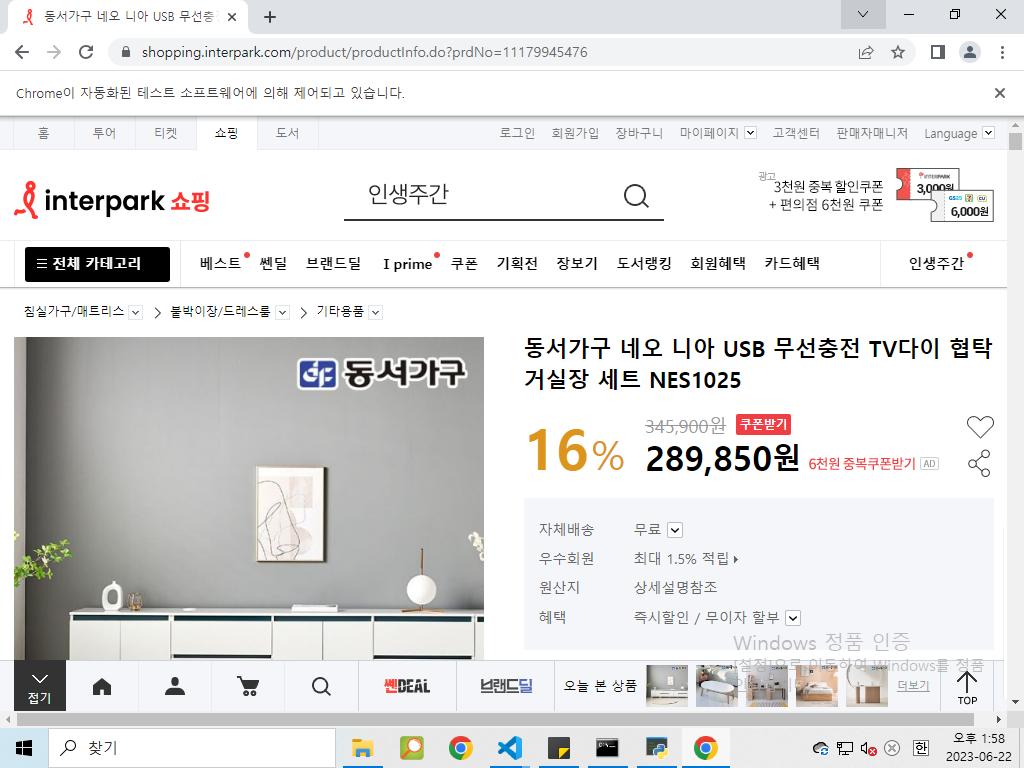 동서가구 네오 니아 USB 무선충전
shopping.interpark.com/product/productInfo.do?prdNo=11179945476
Chrome이 자동화된 테스트 소프트웨어에 의해 제어되고 있습니다.
홈 투어 티켓 쇼핑 도서 로그인 회원가입 장바구니 마이페이지 고객센터 판매자매니저 Language
interpark 쇼핑
인생주간
광고
3천원 중복 할인쿠폰
+ 편의점 6천원 쿠폰
INTERPARK
3,000원
GS25 CU
6,000원
전체 카테고리 베스트 쎈딜 브랜드딜 I prime 쿠폰 기획전 장보기 도서랭킹 회원혜택 카드혜택 인생주간
침실가구/매트리스 > 붙박이장/드레스룸 > 기타용품
동서가구
동서가구 네오 니아 USB 무선충전 TV다이 협탁
거실장 세트 NES1025
16%
345,900원 쿠폰받기
289,850원 6천원 중복쿠폰받기 AD
자체배송 무료
우수회원 최대 1.5% 적립
원산지 상세설명참조
혜택 즉시할인 / 무이자 할부
Windows 정품 인증
[설정]으로 이동하여 Windows를 정품
접기 쎈DEAL 브랜드딜 오늘 본 상품 더보기 TOP
찾기
한
오후 1:58
2023-06-22